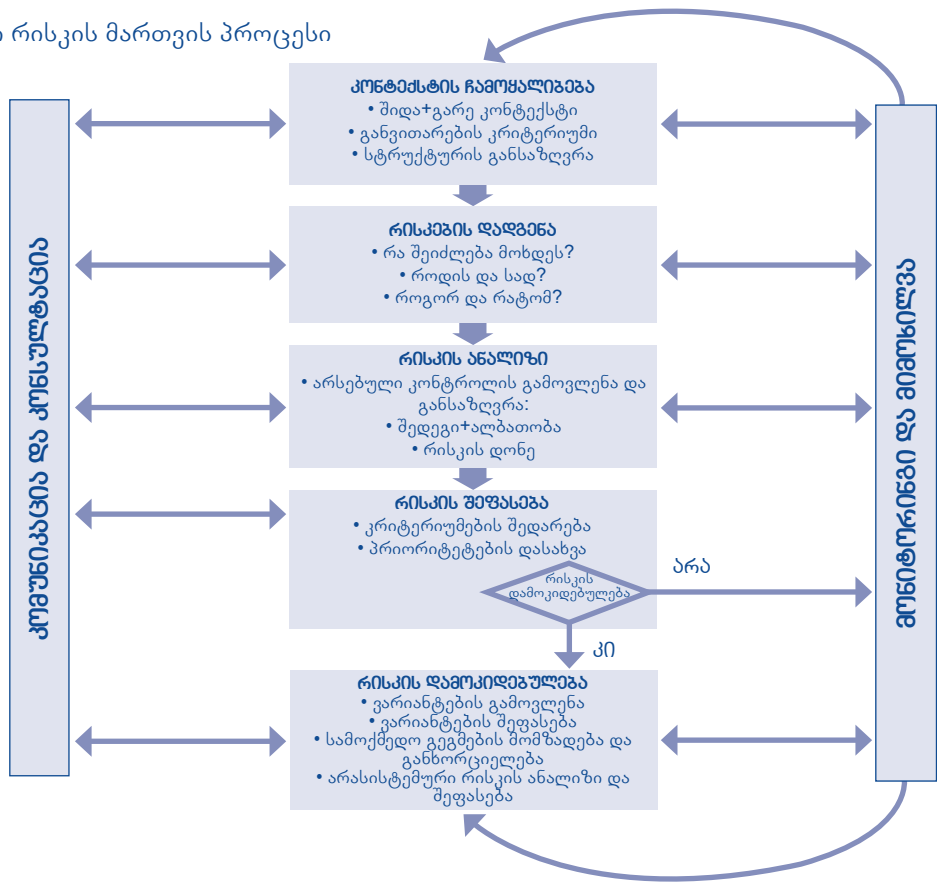 რისკის მართვის პროცესი
კონტექსტის ჩამოყალიბება
• შიდა+გარე კონტექსტი
• განვითარების კრიტერიუმი
• სტრუქტურის განსაზღვრა
რისკების დადგენა
• რა შეიძლება მოხდეს?
• როდის და სად?
• როგორ და რატომ?
რისკის ანალიზი
• არსებული კონტროლის გამოვლენა და
განსაზღვრა:
• შედეგი+ალბათობა
• რისკის დონე
რისკის შეფასება
• კრიტერიუმების შედარება
• პრიორიტეტების დასახვა
რისკის
დამოკიდებულება
არა
კი
რისკის დამოკიდებულება
• ვარიანტების გამოვლენა
• ვარიანტების შეფასება
• სამოქმედო გეგმების მომზადება და
განხორციელება
• არასისტემური რისკის ანალიზი და
შეფასება
კომუნიკაცია და კონსულტაცია
მონიტორინგი და მიმოხილვა